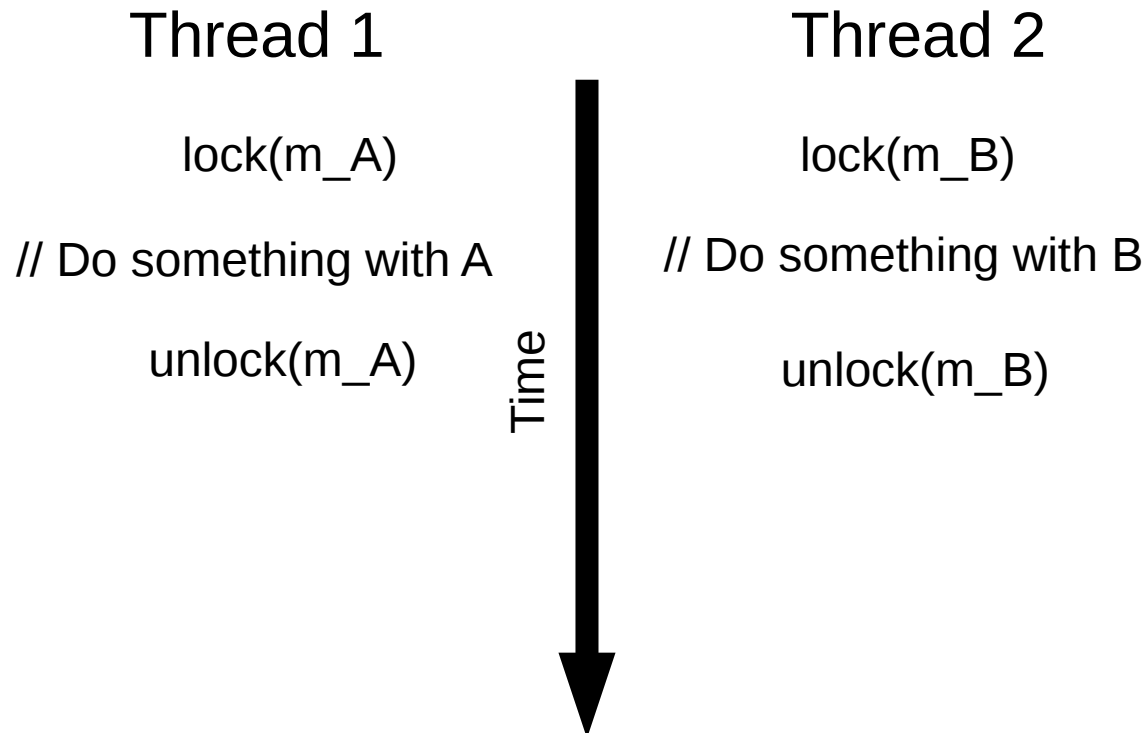 Thread 1
lock(m_A)
// Do something with A
unlock(m_A)
Time
Thread 2
lock(m_B)
// Do something with B
unlock(m_B)